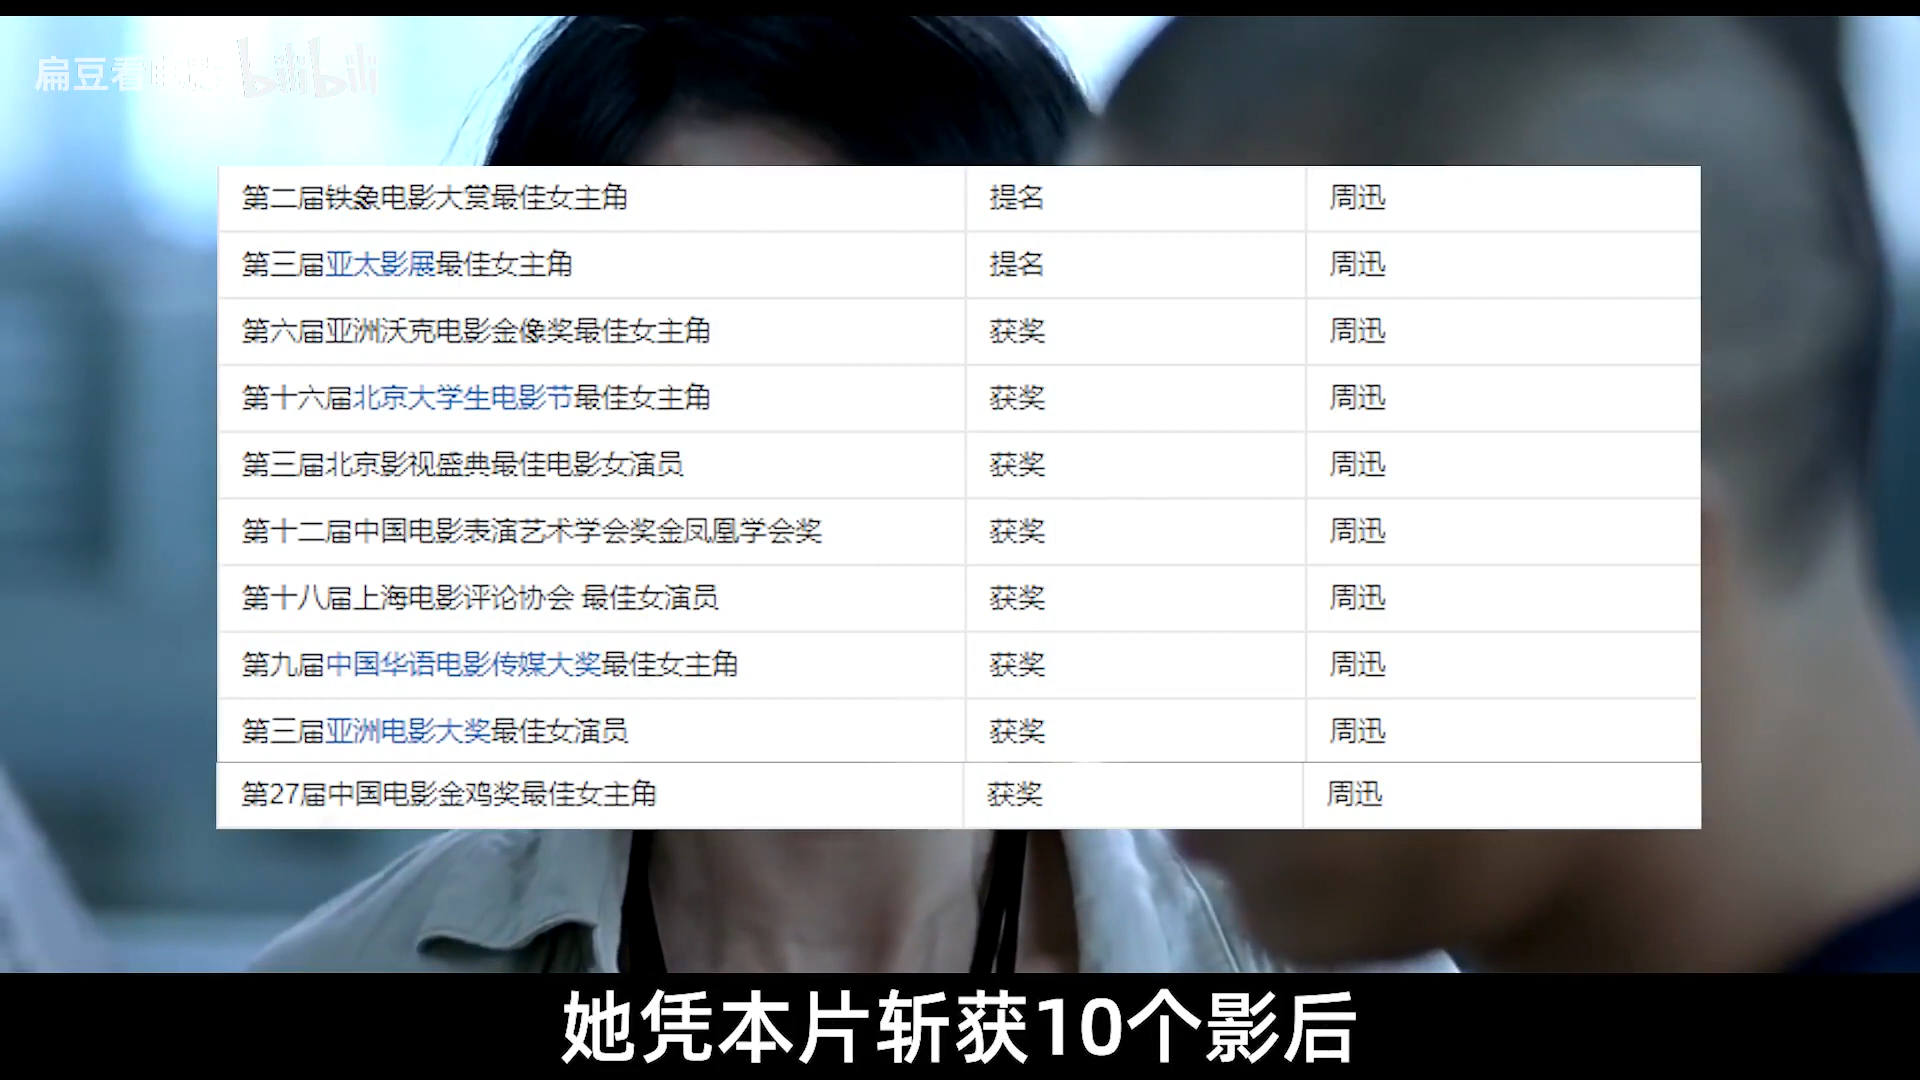 扁豆看电影 bilibili
第二届铁象电影大赏最佳女主角 提名 周迅
第三届亚太影展最佳女主角 提名 周迅
第六届亚洲沃克电影金像奖最佳女主角 获奖 周迅
第十六届北京大学生电影节最佳女主角 获奖 周迅
第三届北京影视盛典最佳电影女演员 获奖 周迅
第十二届中国电影表演艺术学会奖金凤凰学会奖 获奖 周迅
第十八届上海电影评论协会 最佳女演员 获奖 周迅
第九届中国华语电影传媒大奖最佳女主角 获奖 周迅
第三届亚洲电影大奖最佳女演员 获奖 周迅
第27届中国电影金鸡奖最佳女主角 获奖 周迅
她凭本片斩获10个影后